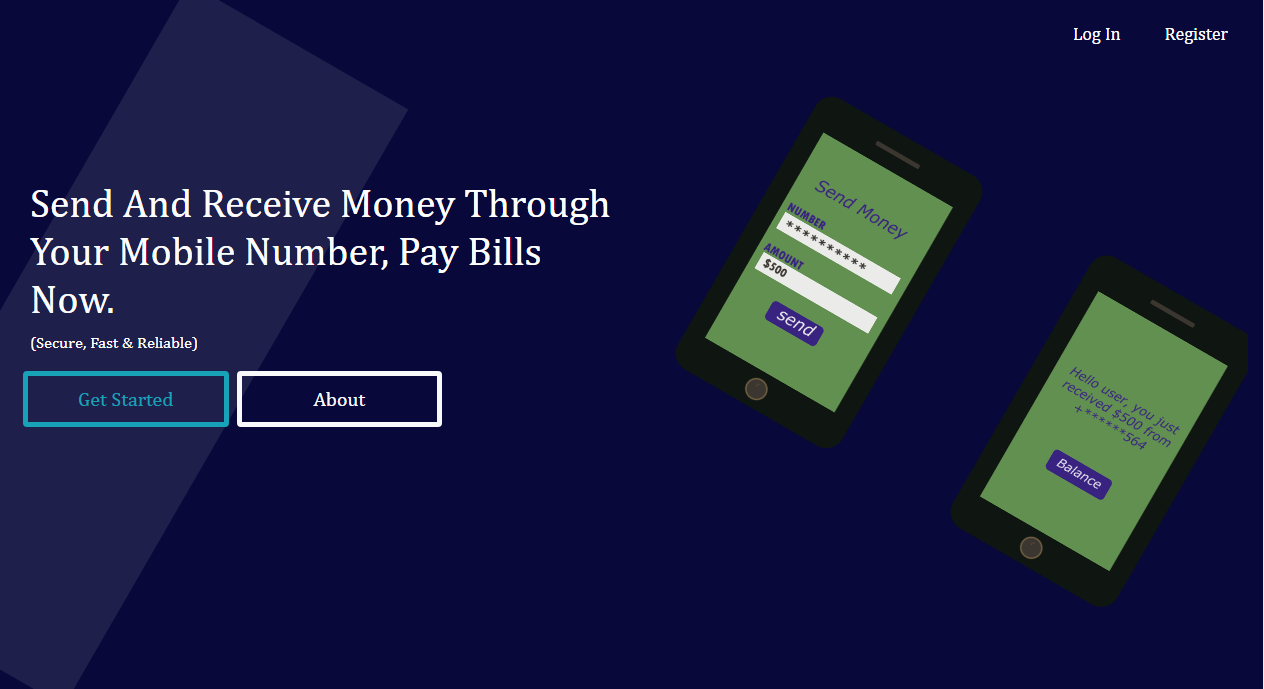 Log In
Register
Send And Receive Money Through
Your Mobile Number, Pay Bills
Now.
(Secure, Fast & Reliable)
Get Started
About
Send Money
NUMBER
**********
AMOUNT
$500
send
Hello user, you just
received $500 from
+******564
Balance